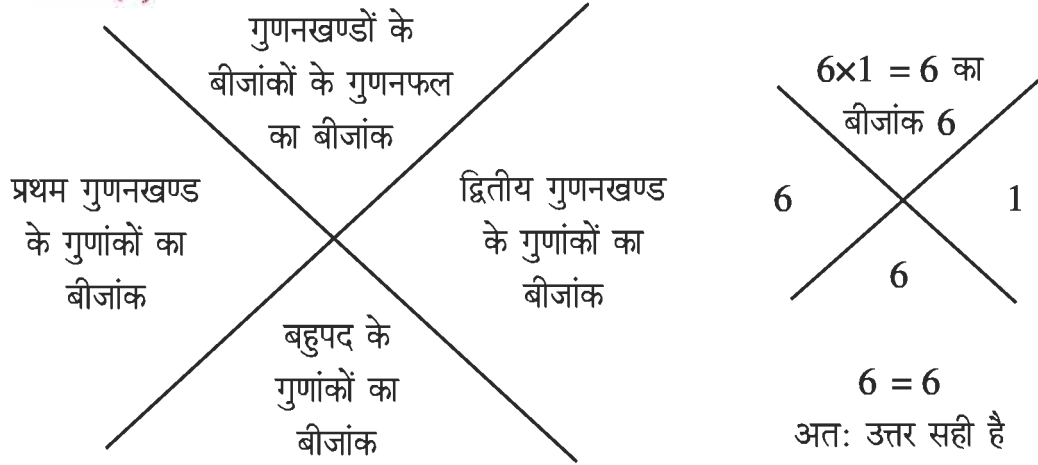 गुणनखण्डों के
बीजांकों के गुणनफल
का बीजांक
प्रथम गुणनखण्ड
के गुणांकों का
बीजांक
द्वितीय गुणनखण्ड
के गुणांकों का
बीजांक
बहुपद के
गुणांकों का
बीजांक
6×1 = 6 का
बीजांक 6
6
1
6
6 = 6
अतः उत्तर सही है